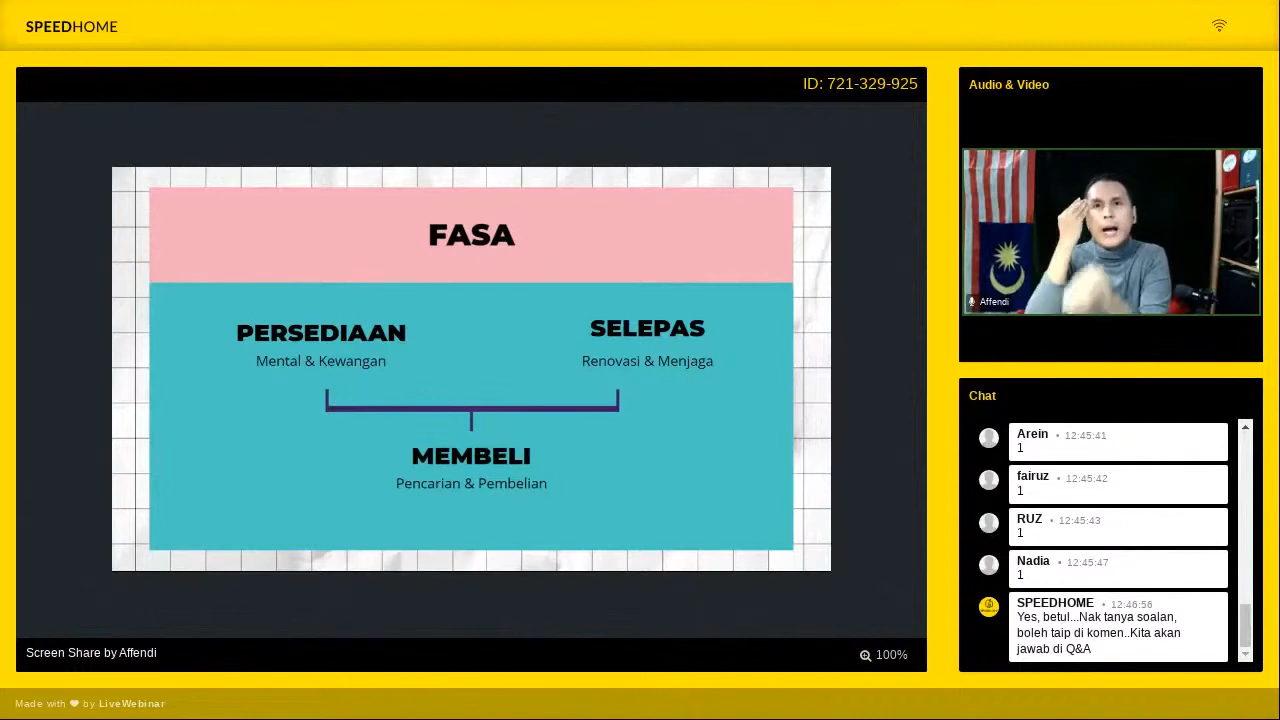 SPEEDHOME
ID: 721-329-925
FASA
PERSEDIAAN
Mental & Kewangan
SELEPAS
Renovasi & Menjaga
MEMBELI
Pencarian & Pembelian
Screen Share by Affendi
100%
Audio & Video
Affendi
Chat
Arein • 12:45:41
1
fairuz • 12:45:42
1
RUZ • 12:45:43
1
Nadia • 12:45:47
1
SPEEDHOME • 12:46:56
Yes, betul...Nak tanya soalan,
boleh taip di komen..Kita akan
jawab di Q&A
Made with ❤ by LiveWebinar